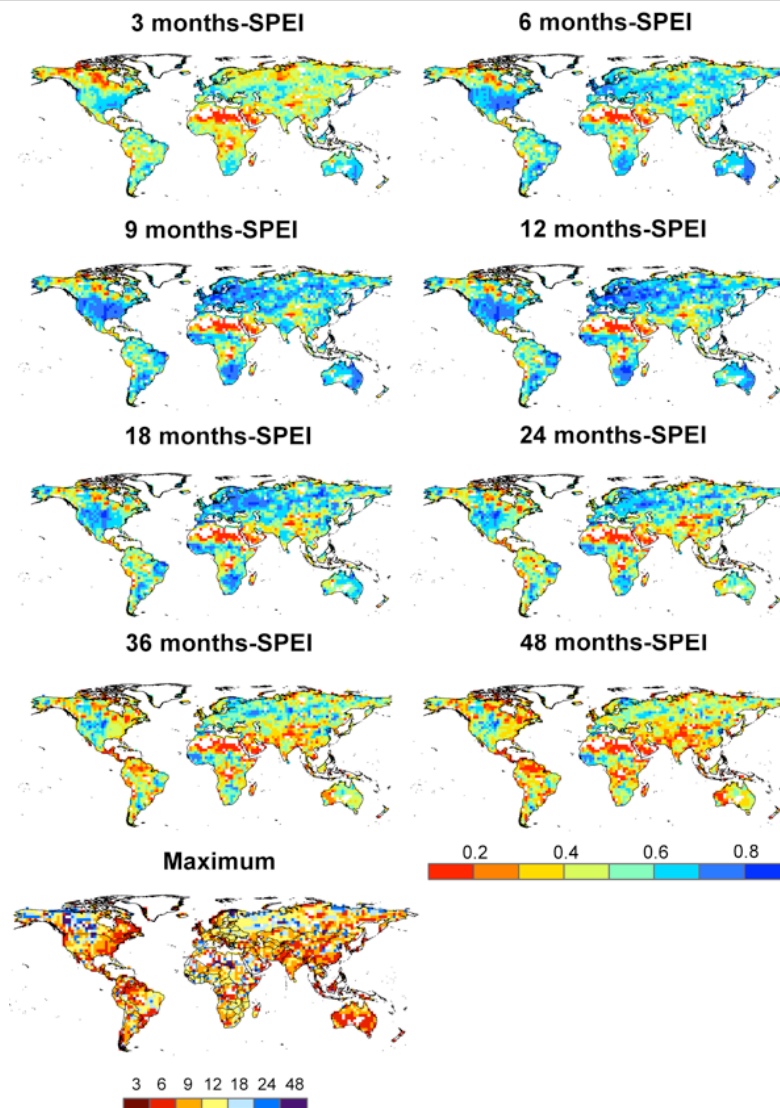 3 months-SPEI
6 months-SPEI
9 months-SPEI
12 months-SPEI
18 months-SPEI
24 months-SPEI
36 months-SPEI
48 months-SPEI
Maximum
0.2 0.4 0.6 0.8
3 6 9 12 18 24 48